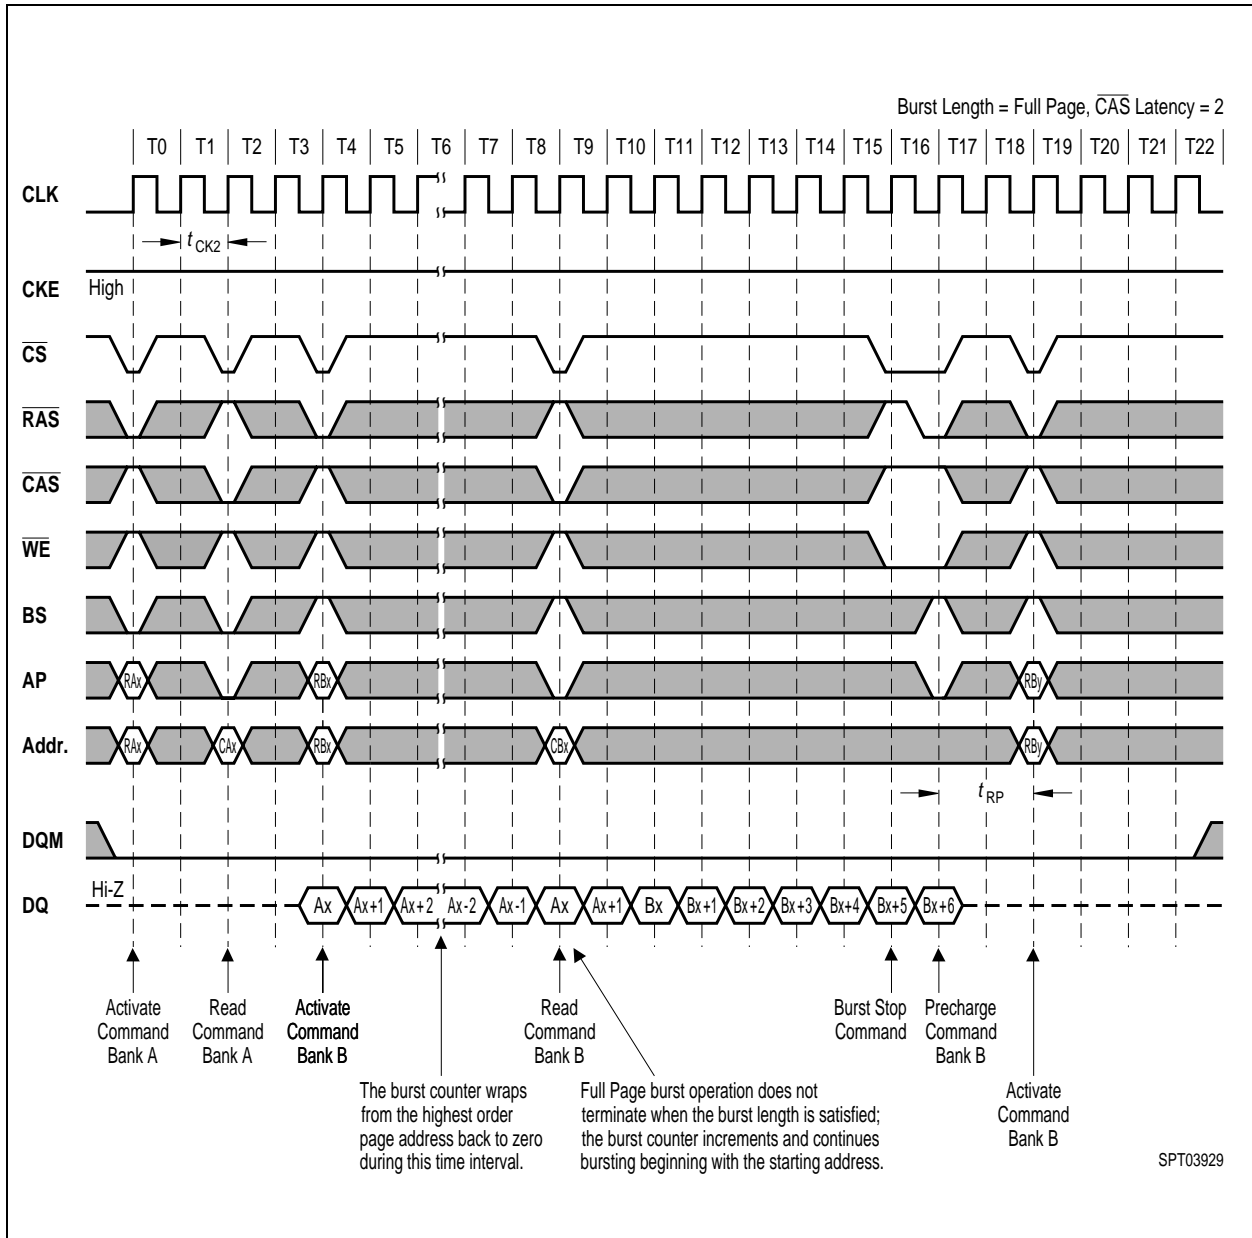 Burst Length = Full Page, CAS Latency = 2
T0 T1 T2 T3 T4 T5 T6 T7 T8 T9 T10 T11 T12 T13 T14 T15 T16 T17 T18 T19 T20 T21 T22
CLK
t CK2
CKE High
CS
RAS
CAS
WE
BS
AP RAx RBx RBy
Addr. RAx CAx RBx CBx RBy
t RP
DQM
Hi-Z
DQ Ax Ax+1 Ax+2 Ax-2 Ax-1 Ax Ax+1 Bx Bx+1 Bx+2 Bx+3 Bx+4 Bx+5 Bx+6
Activate
Command
Bank A
Read
Command
Bank A
Activate
Command
Bank B
Read
Command
Bank B
Burst Stop
Command
Precharge
Command
Bank B
The burst counter wraps
from the highest order
page address back to zero
during this time interval.
Full Page burst operation does not
terminate when the burst length is satisfied;
the burst counter increments and continues
bursting beginning with the starting address.
Activate
Command
Bank B
SPT03929